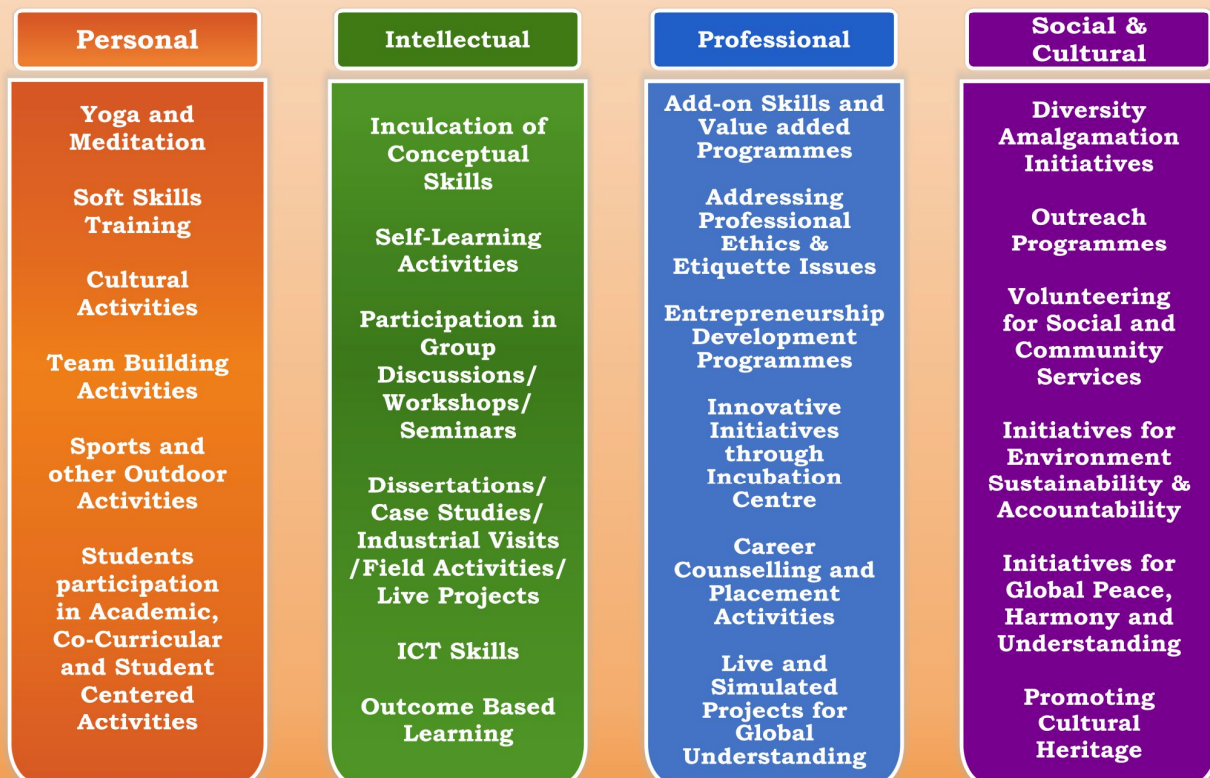 Personal
Yoga and
Meditation
Soft Skills
Training
Cultural
Activities
Team Building
Activities
Sports and
other Outdoor
Activities
Students
participation
in Academic,
Co-Curricular
and Student
Centered
Activities
Intellectual
Inculcation of
Conceptual
Skills
Self-Learning
Activities
Participation in
Group
Discussions/
Workshops/
Seminars
Dissertations/
Case Studies/
Industrial Visits
/Field Activities/
Live Projects
ICT Skills
Outcome Based
Learning
Professional
Add-on Skills and
Value added
Programmes
Addressing
Professional
Ethics &
Etiquette Issues
Entrepreneurship
Development
Programmes
Innovative
Initiatives
through
Incubation
Centre
Career
Counselling and
Placement
Activities
Live and
Simulated
Projects for
Global
Understanding
Social &
Cultural
Diversity
Amalgamation
Initiatives
Outreach
Programmes
Volunteering
for Social and
Community
Services
Initiatives for
Environment
Sustainability &
Accountability
Initiatives for
Global Peace,
Harmony and
Understanding
Promoting
Cultural
Heritage